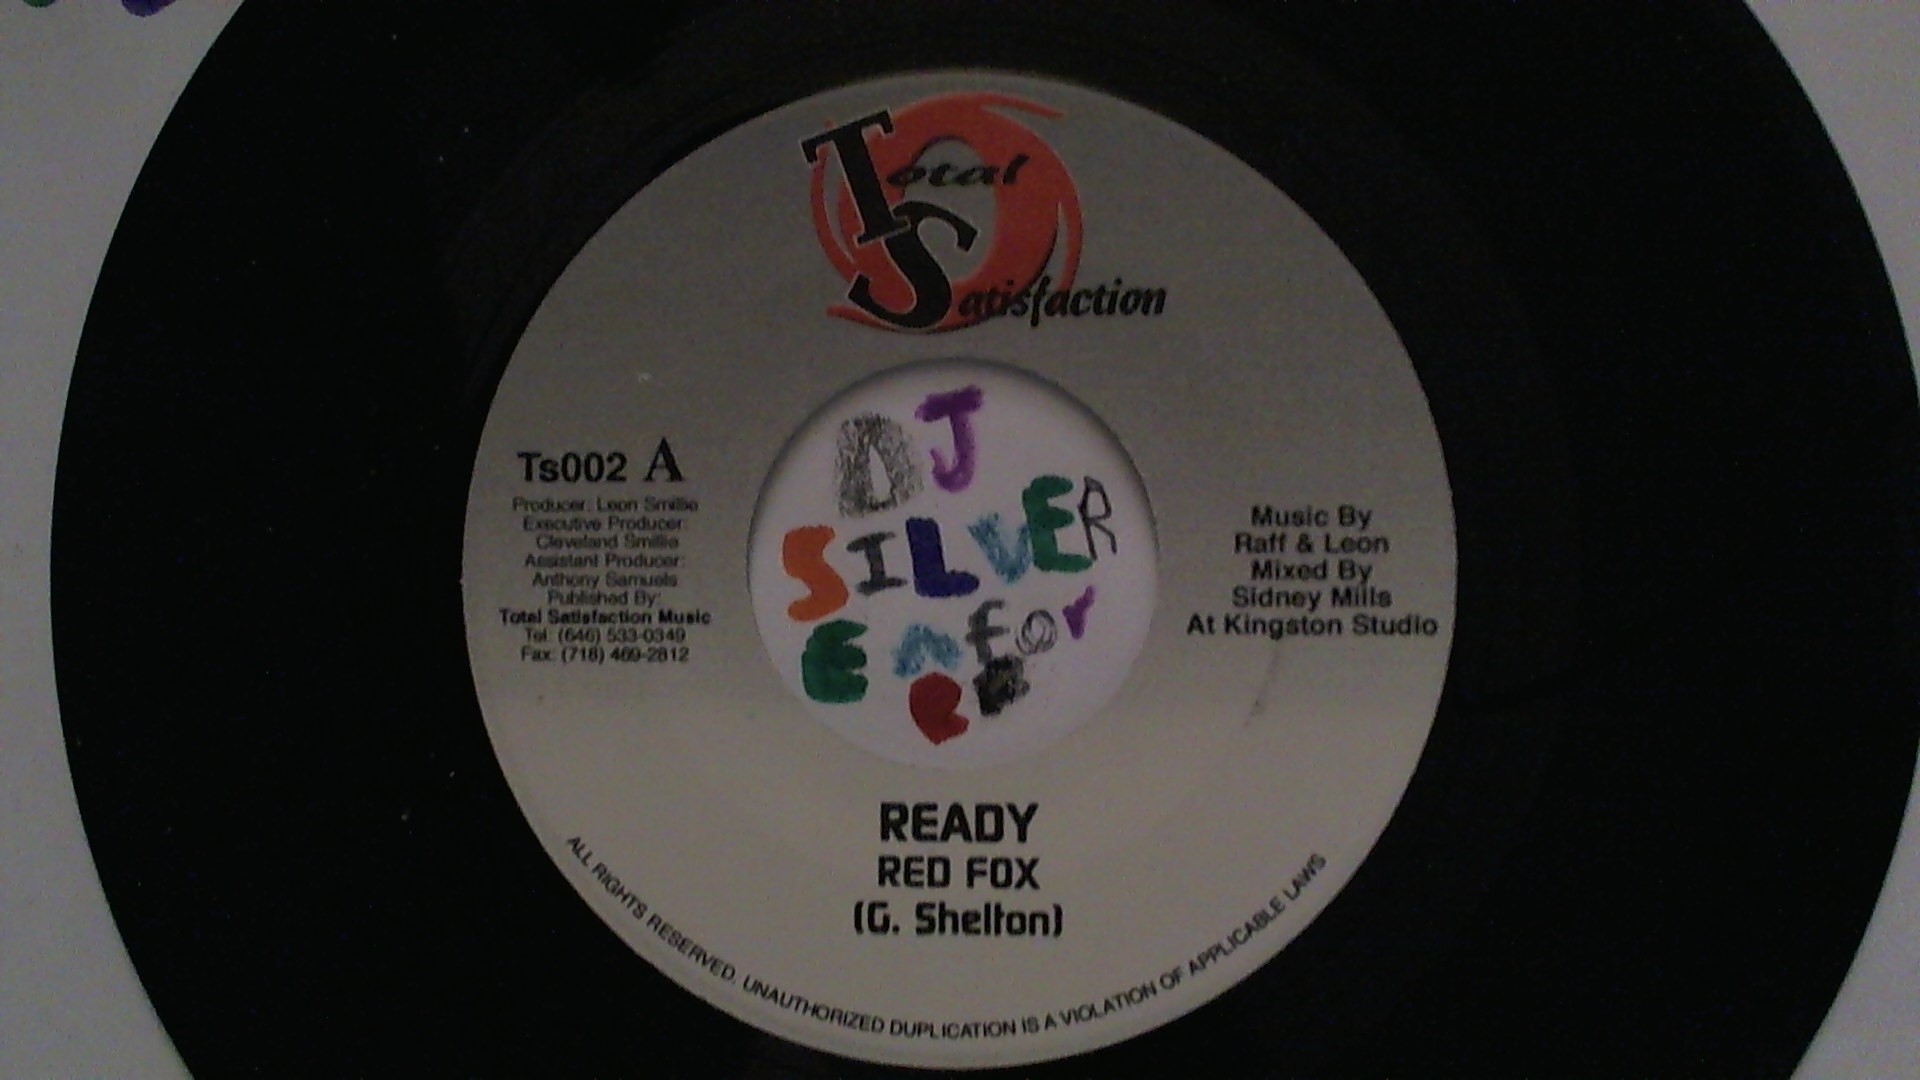 Total
Satisfaction
Ts002 A
Producer: Leon Smillie
Executive Producer:
Cleveland Smillie
Assistant Producer:
Anthony Samuels
Published By:
Total Satisfaction Music
Tel: (646) 533-0349
Fax: (718) 469-2812
DJ
SILVER
Enfor
cer
Music By
Raff & Leon
Mixed By
Sidney Mills
At Kingston Studio
READY
RED FOX
(G. Shelton)
ALL RIGHTS RESERVED. UNAUTHORIZED DUPLICATION IS A VIOLATION OF APPLICABLE LAWS